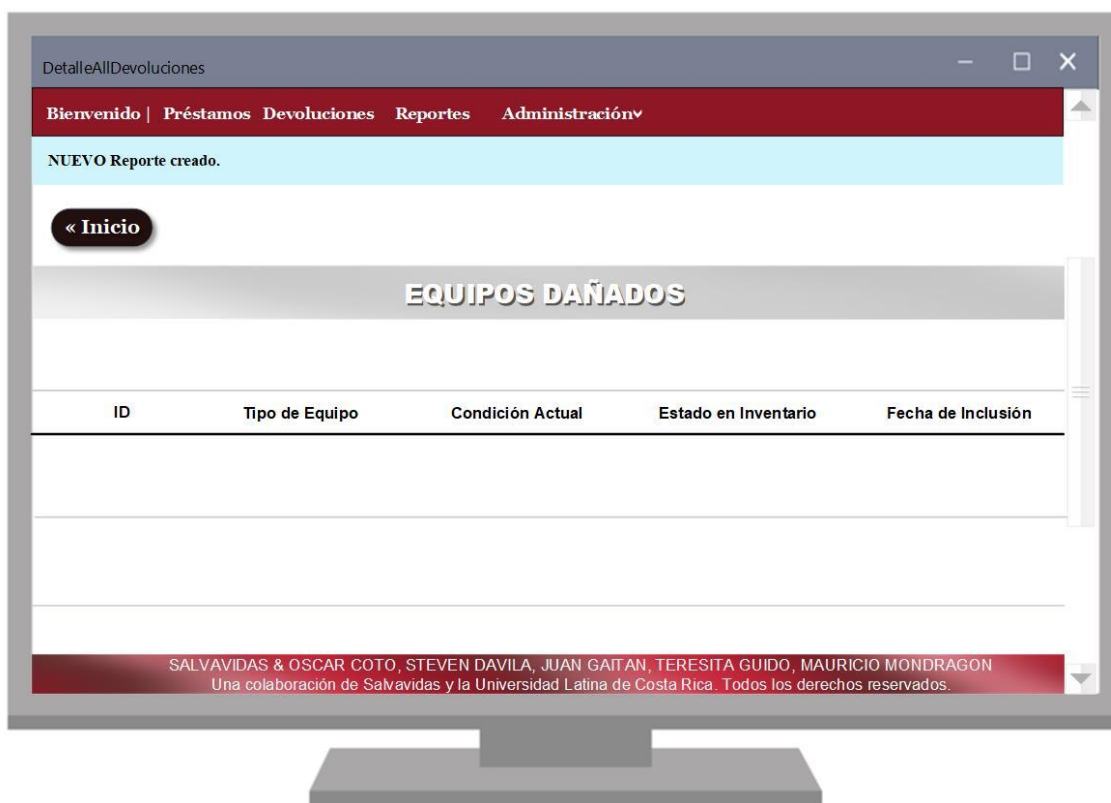 DetalleAllDevoluciones
Bienvenido | Préstamos Devoluciones Reportes Administración
NUEVO Reporte creado.
« Inicio
EQUIPOS DAÑADOS
ID Tipo de Equipo Condición Actual Estado en Inventario Fecha de Inclusión
SALVAVIDAS & OSCAR COTO, STEVEN DAVILA, JUAN GAITAN, TERESITA GUIDO, MAURICIO MONDRAGON
Una colaboración de Salvavidas y la Universidad Latina de Costa Rica. Todos los derechos reservados.